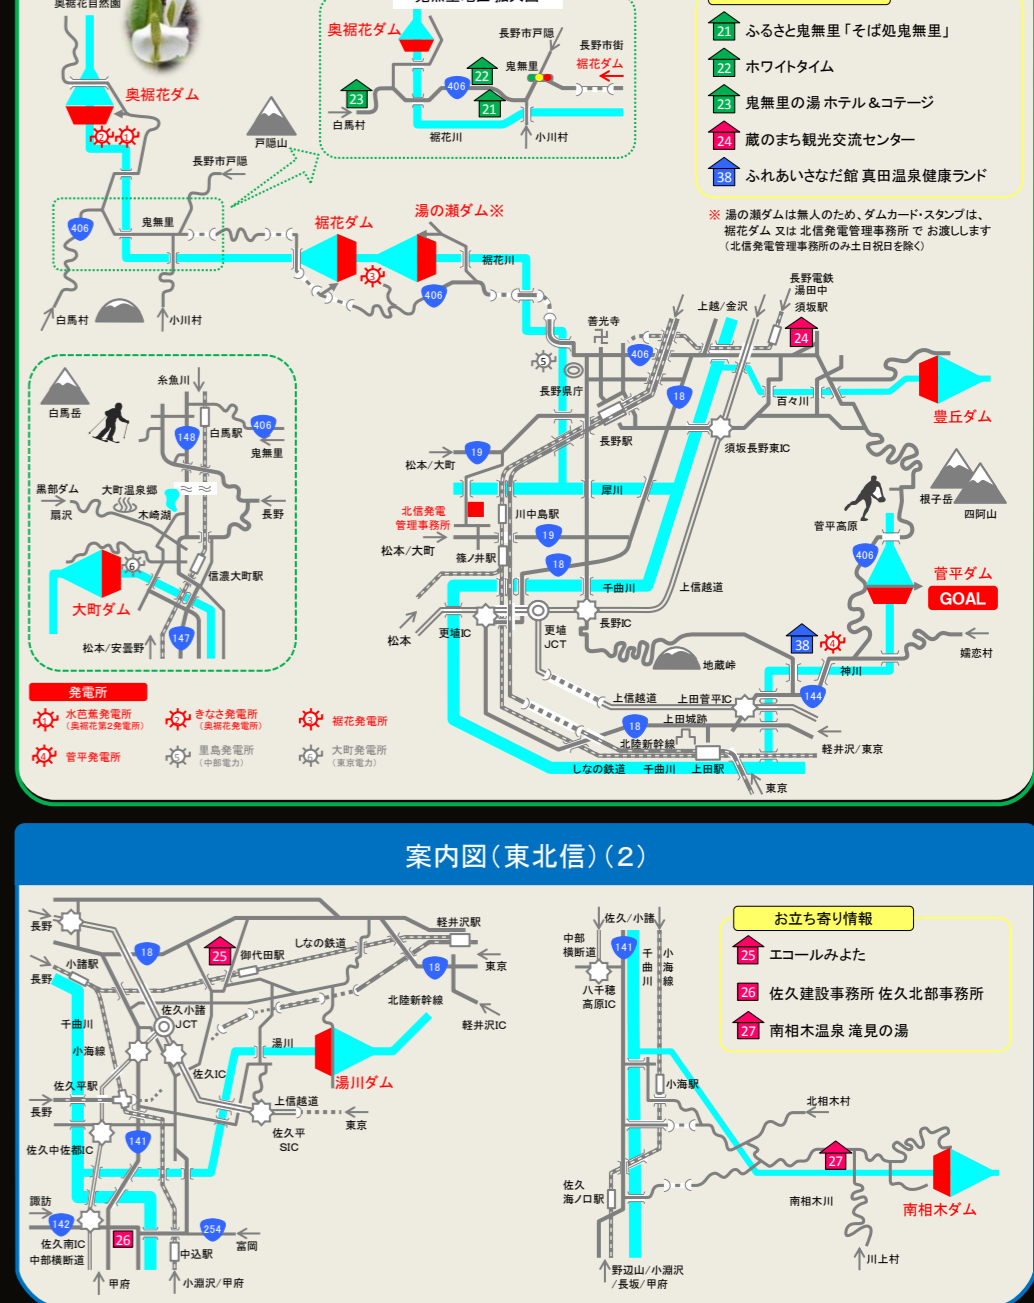 奥裾花自然園
奥裾花ダム
2
1
戸隠山
長野市戸隠
406
鬼無里
白馬村
小川村
奥裾花ダム
長野市戸隠
長野市街
裾花ダム
鬼無里
406
22
21
23
白馬村
裾花川
小川村
21 ふるさと鬼無里「そば処鬼無里」
22 ホワイトタイム
23 鬼無里の湯 ホテル&コテージ
24 蔵のまち観光交流センター
38 ふれあいさなだ館 真田温泉健康ランド
※ 湯の瀬ダムは無人のため、ダムカード・スタンプは、
裾花ダム 又は 北信発電管理事務所 で お渡しします
(北信発電管理事務所のみ土日祝日を除く)
裾花ダム
湯の瀬ダム※
3
406
裾花川
上越/金沢
長野電鉄
湯田中
須坂駅
24
善光寺
卍
406
5
長野県庁
18
百々川
豊丘ダム
長野駅
須坂長野東IC
19
松本/大町
犀川
北信発電
管理事務所
川中島駅
19
松本/大町
篠ノ井駅
18
千曲川
上信越道
根子岳
四阿山
菅平高原
406
菅平ダム
GOAL
松本
更埴IC
更埴
JCT
長野IC
地蔵峠
38
4
神川
嬬恋村
144
上信越道
上田菅平IC
18
上田城跡
北陸新幹線
軽井沢/東京
しなの鉄道
千曲川
上田駅
東京
白馬岳
糸魚川
148
白馬駅
406
鬼無里
黒部ダム
扇沢
大町温泉郷
木崎湖
長野
6
信濃大町駅
大町ダム
松本/安曇野
147
発電所
1 水芭蕉発電所
(奥裾花第2発電所)
2 きなさ発電所
(奥裾花発電所)
3 裾花発電所
4 菅平発電所
5 里島発電所
(中部電力)
6 大町発電所
(東京電力)
案内図(東北信)(2)
長野
18
25
御代田駅
しなの鉄道
軽井沢駅
小諸駅
長野
18
東京
北陸新幹線
軽井沢IC
佐久小諸
JCT
千曲川
小海線
湯川
湯川ダム
佐久IC
佐久平駅
長野
上信越道
東京
佐久平
SIC
佐久中佐都IC
141
諏訪
142
佐久南IC
中部横断道
26
254
富岡
中込駅
甲府
小淵沢/甲府
佐久/小諸
中部
横断道
141
千曲川
小海線
八千穂
高原IC
小海駅
北相木村
27
佐久
海ノ口駅
南相木川
南相木ダム
川上村
野辺山/小淵沢
/長坂/甲府
お立ち寄り情報
25 エコールみよた
26 佐久建設事務所 佐久北部事務所
27 南相木温泉 滝見の湯